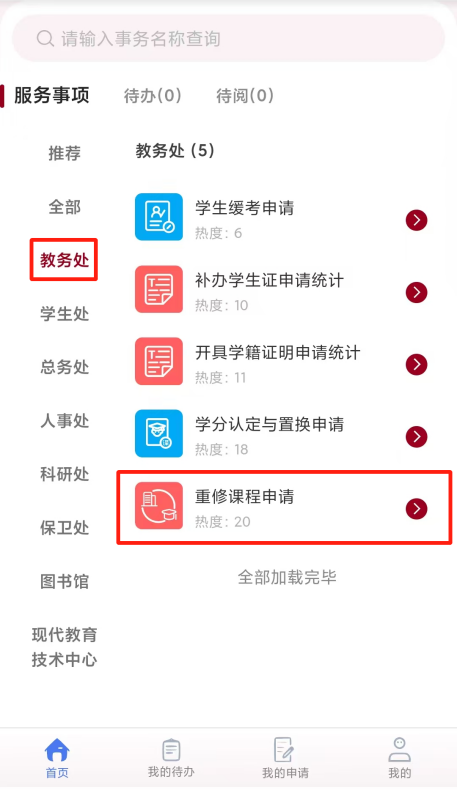 请输入事务名称查询
服务事项 待办(0) 待阅(0)
推荐
全部
教务处
学生处
总务处
人事处
科研处
保卫处
图书馆
现代教育
技术中心
教务处 (5)
学生缓考申请
热度: 6
补办学生证申请统计
热度: 10
开具学籍证明申请统计
热度: 11
学分认定与置换申请
热度: 18
重修课程申请
热度: 20
全部加载完毕
首页 我的待办 我的申请 我的